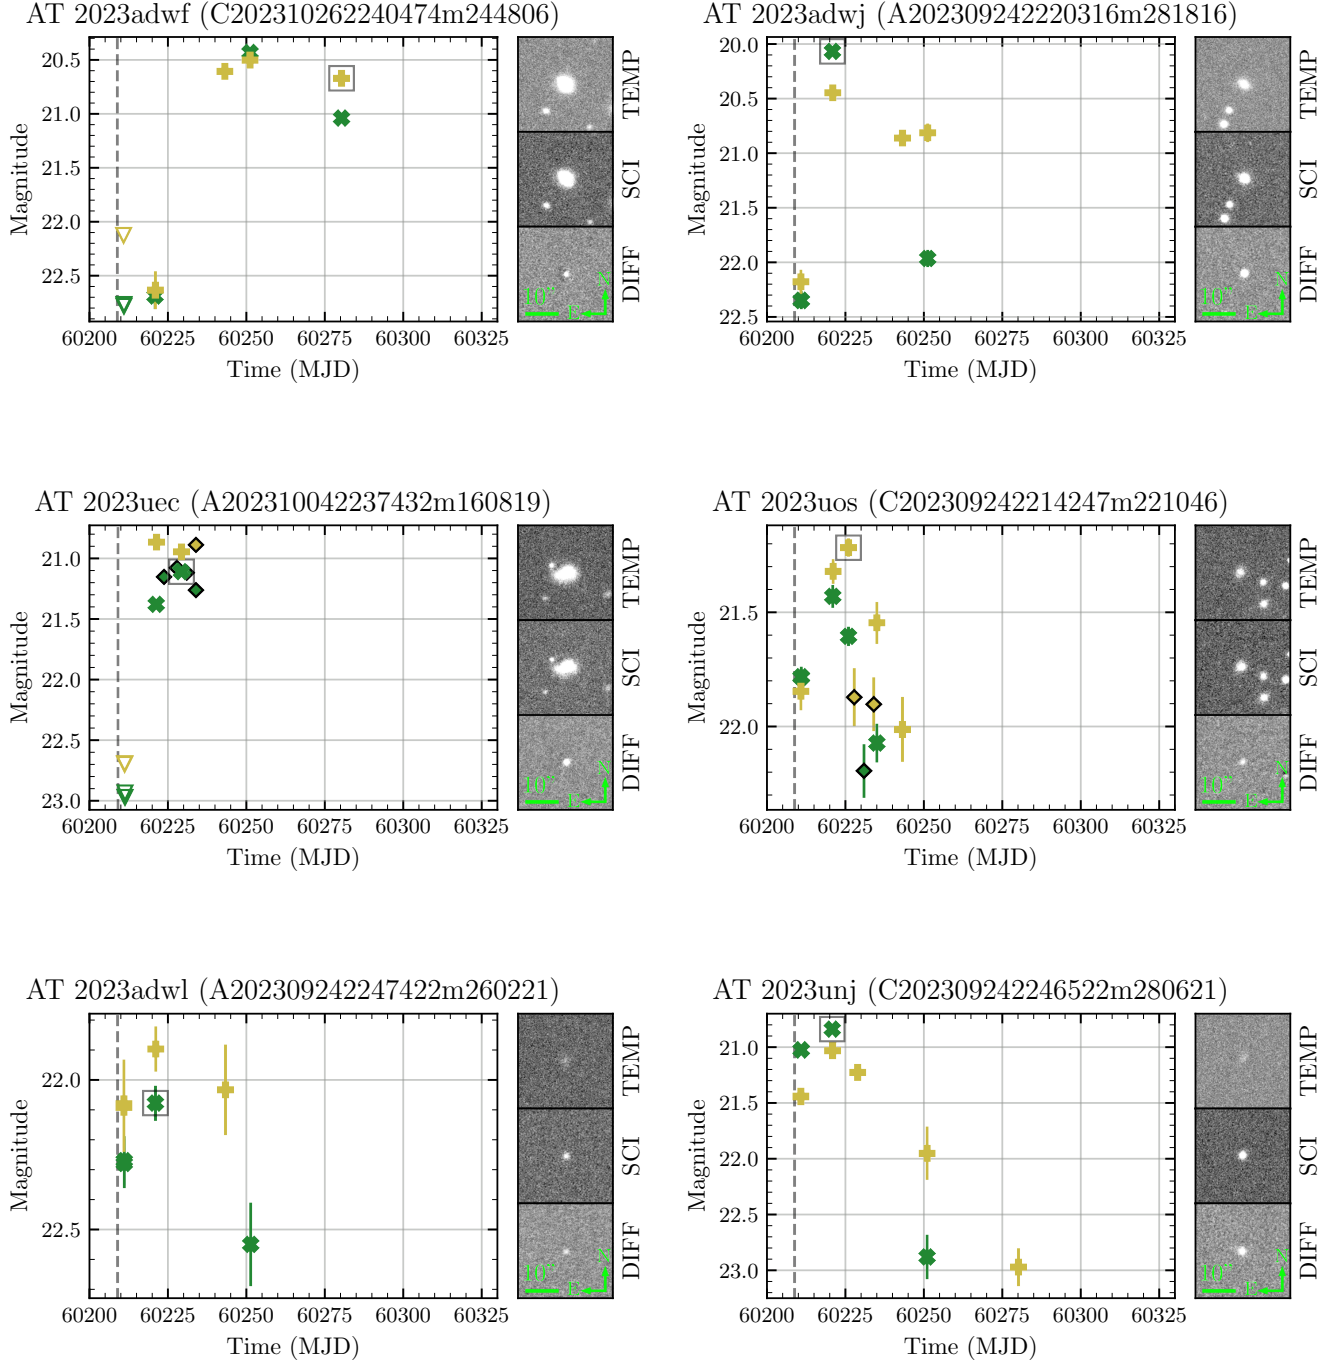 AT 2023adwf (C202310262240474m244806)
20.5
21.0
21.5
22.0
22.5
Magnitude
60200 60225 60250 60275 60300 60325
Time (MJD)
TEMP
SCI
DIFF
10"
E
N
AT 2023adwj (A202309242220316m281816)
20.0
20.5
21.0
21.5
22.0
22.5
Magnitude
60200 60225 60250 60275 60300 60325
Time (MJD)
TEMP
SCI
DIFF
10"
E
N
AT 2023uec (A202310042237432m160819)
21.0
21.5
22.0
22.5
23.0
Magnitude
60200 60225 60250 60275 60300 60325
Time (MJD)
TEMP
SCI
DIFF
10"
E
N
AT 2023uos (C202309242214247m221046)
21.5
22.0
Magnitude
60200 60225 60250 60275 60300 60325
Time (MJD)
TEMP
SCI
DIFF
10"
E
N
AT 2023adwl (A202309242247422m260221)
22.0
22.5
Magnitude
60200 60225 60250 60275 60300 60325
Time (MJD)
TEMP
SCI
DIFF
10"
E
N
AT 2023unj (C202309242246522m280621)
21.0
21.5
22.0
22.5
23.0
Magnitude
60200 60225 60250 60275 60300 60325
Time (MJD)
TEMP
SCI
DIFF
10"
E
N